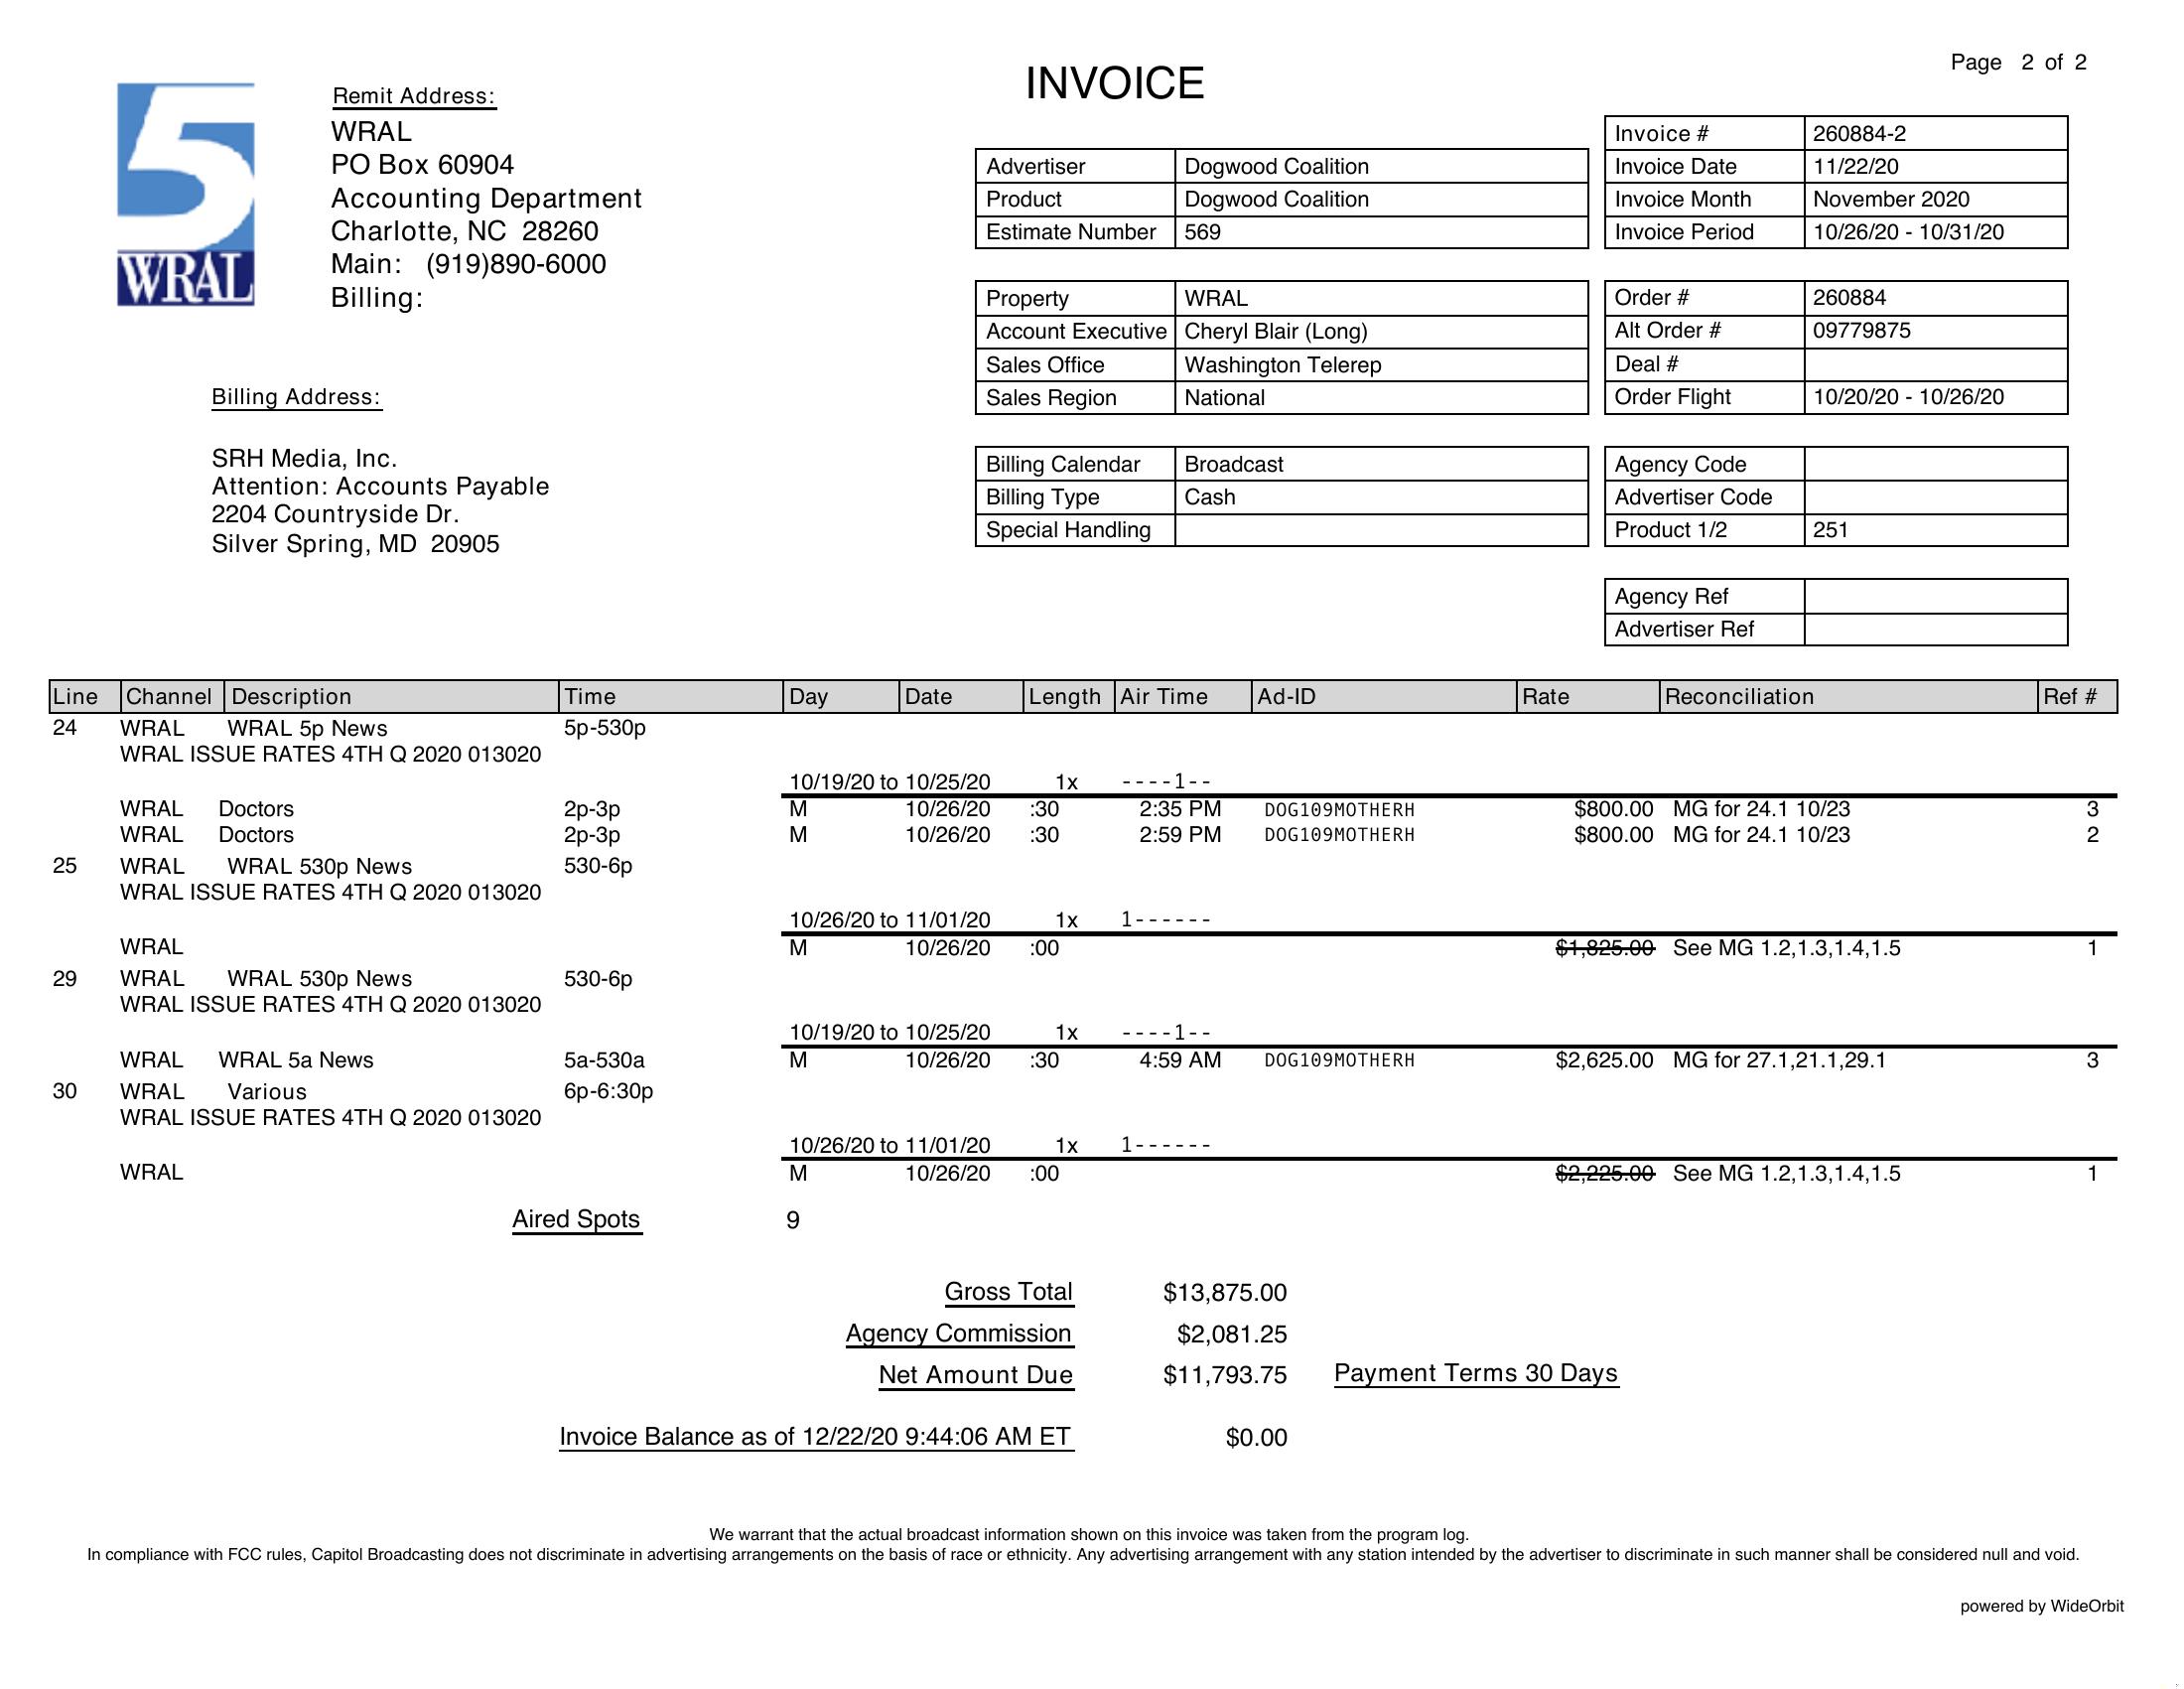 Page 2 of 2
INVOICE
5
WRAL
Remit Address:
WRAL
PO Box 60904
Accounting Department
Charlotte, NC 28260
Main: (919)890-6000
Billing:
Billing Address:
SRH Media, Inc.
Attention: Accounts Payable
2204 Countryside Dr.
Silver Spring, MD 20905
Advertiser Dogwood Coalition
Product Dogwood Coalition
Estimate Number 569
Property WRAL
Account Executive Cheryl Blair (Long)
Sales Office Washington Telerep
Sales Region National
Billing Calendar Broadcast
Billing Type Cash
Special Handling
Invoice # 260884-2
Invoice Date 11/22/20
Invoice Month November 2020
Invoice Period 10/26/20 - 10/31/20
Order # 260884
Alt Order # 09779875
Deal #
Order Flight 10/20/20 - 10/26/20
Agency Code
Advertiser Code
Product 1/2 251
Agency Ref
Advertiser Ref
Line Channel Description Time Day Date Length Air Time Ad-ID Rate Reconciliation Ref #
24 WRAL WRAL 5p News 5p-530p
WRAL ISSUE RATES 4TH Q 2020 013020
10/19/20 to 10/25/20 1x ----1--
WRAL Doctors 2p-3p M 10/26/20 :30 2:35 PM DOG109MOTHERH $800.00 MG for 24.1 10/23 3
WRAL Doctors 2p-3p M 10/26/20 :30 2:59 PM DOG109MOTHERH $800.00 MG for 24.1 10/23 2
25 WRAL WRAL 530p News 530-6p
WRAL ISSUE RATES 4TH Q 2020 013020
10/26/20 to 11/01/20 1x 1------
WRAL M 10/26/20 :00 $1,825.00 See MG 1.2,1.3,1.4,1.5 1
29 WRAL WRAL 530p News 530-6p
WRAL ISSUE RATES 4TH Q 2020 013020
10/19/20 to 10/25/20 1x ----1--
WRAL WRAL 5a News 5a-530a M 10/26/20 :30 4:59 AM DOG109MOTHERH $2,625.00 MG for 27.1,21.1,29.1 3
30 WRAL Various 6p-6:30p
WRAL ISSUE RATES 4TH Q 2020 013020
10/26/20 to 11/01/20 1x 1------
WRAL M 10/26/20 :00 $2,225.00 See MG 1.2,1.3,1.4,1.5 1
Aired Spots 9
Gross Total $13,875.00
Agency Commission $2,081.25
Net Amount Due $11,793.75 Payment Terms 30 Days
Invoice Balance as of 12/22/20 9:44:06 AM ET $0.00
We warrant that the actual broadcast information shown on this invoice was taken from the program log.
In compliance with FCC rules, Capitol Broadcasting does not discriminate in advertising arrangements on the basis of race or ethnicity. Any advertising arrangement with any station intended by the advertiser to discriminate in such manner shall be considered null and void.
powered by WideOrbit